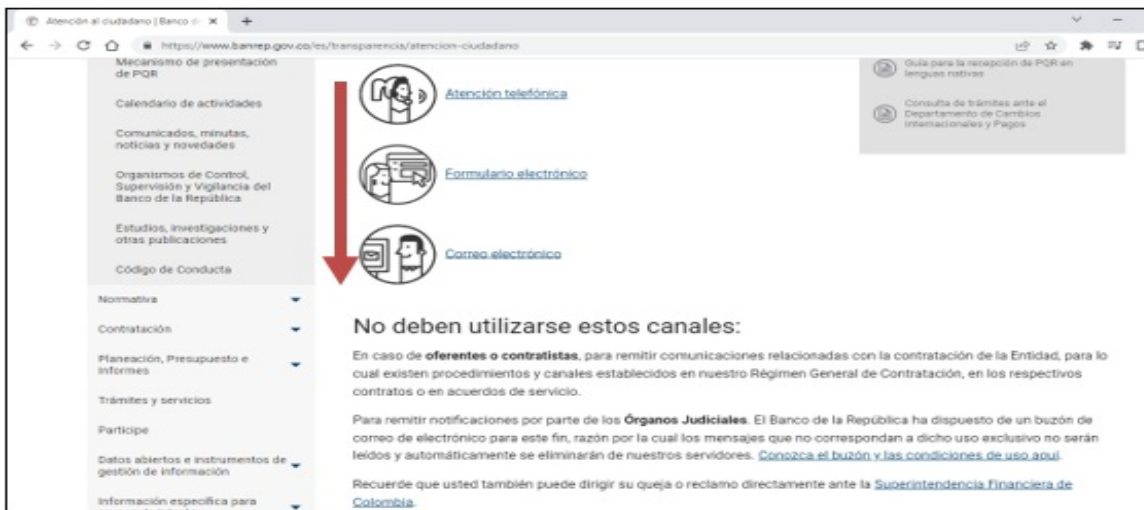 Atención al ciudadano | Banco de
https://www.banrep.gov.co/es/transparencia/atencion-ciudadano
Mecanismo de presentación
de PQR
Calendario de actividades
Comunicados, minutas,
noticias y novedades
Organismos de Control,
Supervisión y Vigilancia del
Banco de la República
Estudios, investigaciones y
otras publicaciones
Código de Conducta
Normativa
Contratación
Planeación, Presupuesto e
Informes
Trámites y servicios
Participe
Datos abiertos e instrumentos de
gestión de información
Información específica para
Atención telefónica
Formulario electrónico
Correo electrónico
No deben utilizarse estos canales:
En caso de oferentes o contratistas, para remitir comunicaciones relacionadas con la contratación de la Entidad, para lo
cual existen procedimientos y canales establecidos en nuestro Régimen General de Contratación, en los respectivos
contratos o en acuerdos de servicio.
Para remitir notificaciones por parte de los Órganos Judiciales. El Banco de la República ha dispuesto de un buzón de
correo de electrónico para este fin, razón por la cual los mensajes que no correspondan a dicho uso exclusivo no serán
leídos y automáticamente se eliminarán de nuestros servidores. Conozca el buzón y las condiciones de uso aquí.
Recuerde que usted también puede dirigir su queja o reclamo directamente ante la Superintendencia Financiera de
Colombia.
Guía para la recepción de PQR en
lenguas nativas
Consulta de trámites ante el
Departamento de Cambios
Internacionales y Pagos